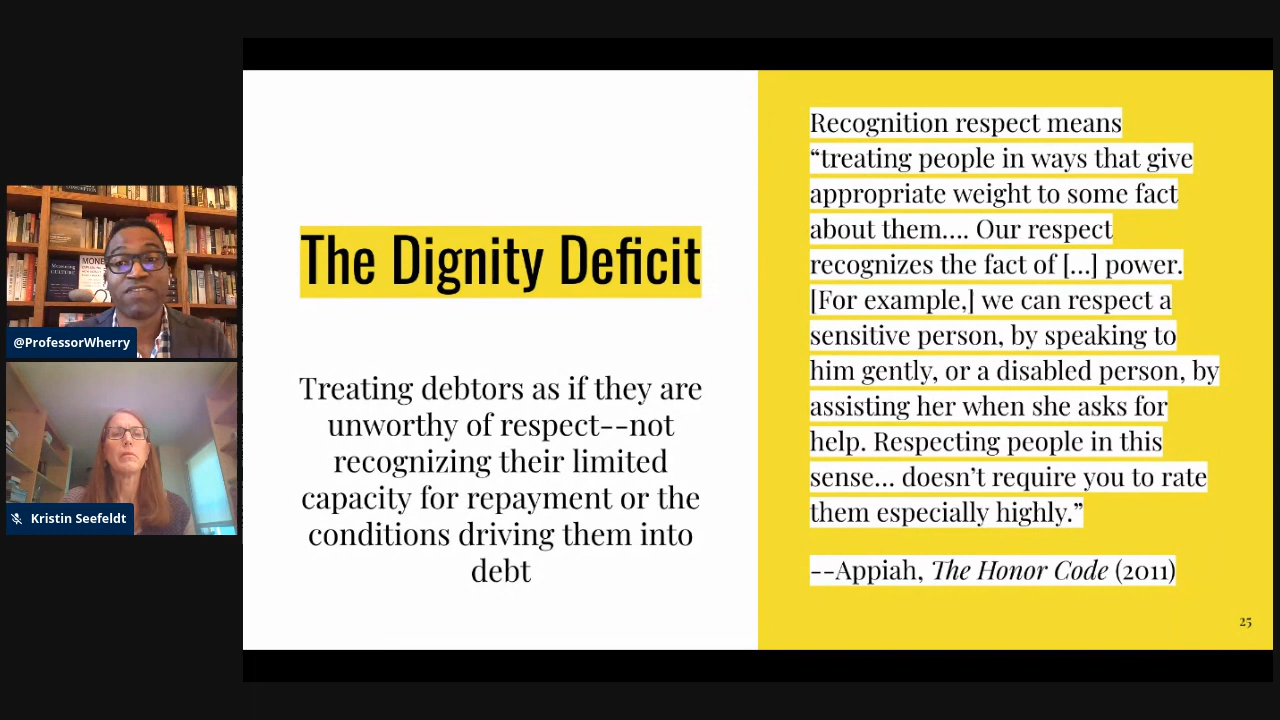 The Dignity Deficit
Treating debtors as if they are
unworthy of respect--not
recognizing their limited
capacity for repayment or the
conditions driving them into
debt
Recognition respect means
“treating people in ways that give
appropriate weight to some fact
about them.... Our respect
recognizes the fact of [...] power.
[For example,] we can respect a
sensitive person, by speaking to
him gently, or a disabled person, by
assisting her when she asks for
help. Respecting people in this
sense... doesn’t require you to rate
them especially highly.”
--Appiah, The Honor Code (2011)
25
@ProfessorWherry
Kristin Seefeldt